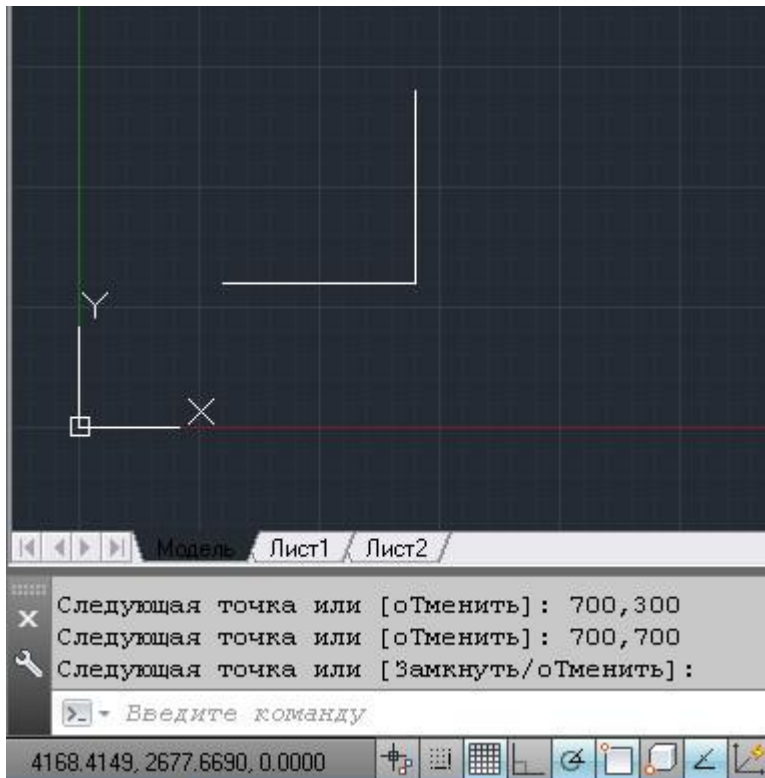 Y
X
Модель Лист1 Лист2
Следующая точка или [оТменить]: 700,300
Следующая точка или [оТменить]: 700,700
Следующая точка или [Замкнуть/оТменить]:
Введите команду
4168.4149, 2677.6690, 0.0000